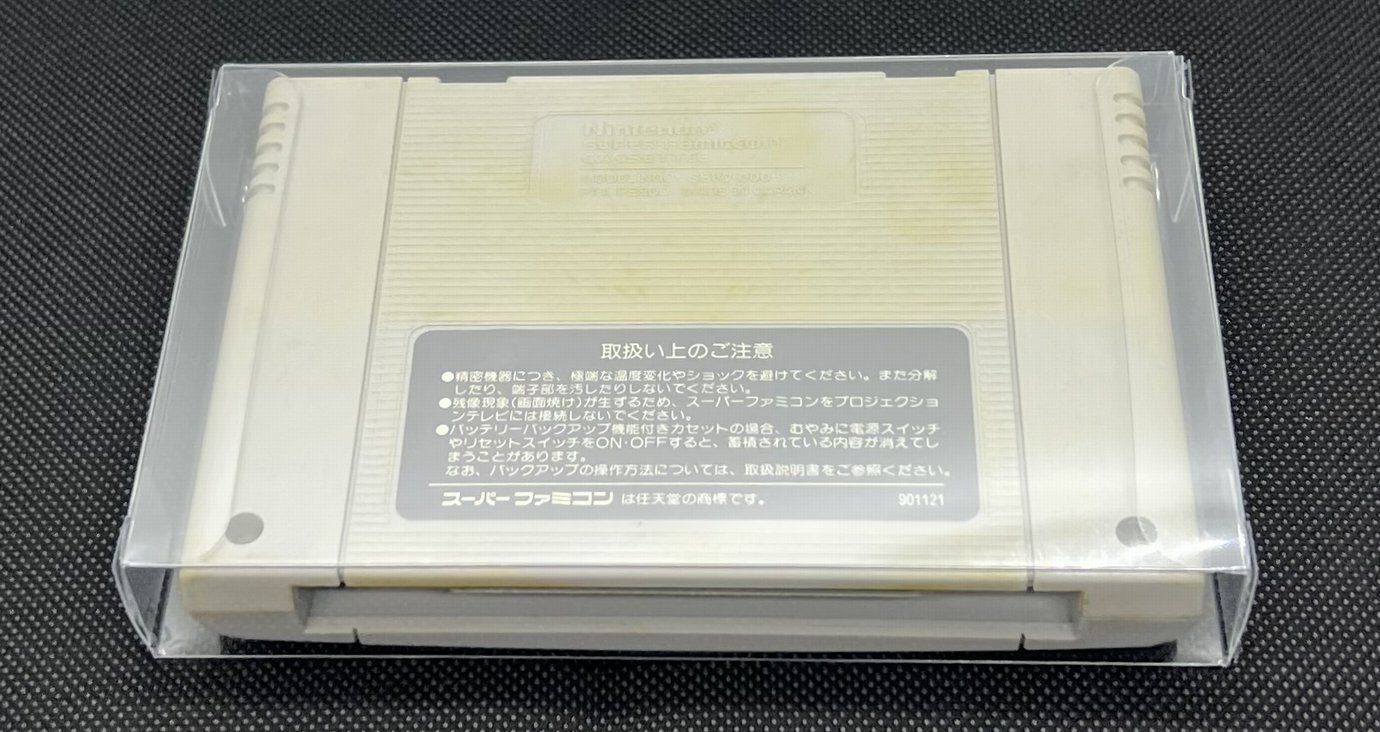 Nintendo®
SUPER FAMICOM
CASSETTE
取扱い上のご注意
●精密機器につき、極端な温度変化やショックを避けてください。また分解
したり、端子部を汚したりしないでください。
●残像現象(画面焼け)が生ずるため、スーパーファミコンをプロジェクショ
ンテレビには接続しないでください。
●バッテリーバックアップ機能付きカセットの場合、むやみに電源スイッチ
やリセットスイッチをON・OFFすると、蓄積されている内容が消えてし
まうことがあります。
なお、バックアップの操作方法については、取扱説明書をご参照ください。
スーパーファミコン は任天堂の商標です。
901121